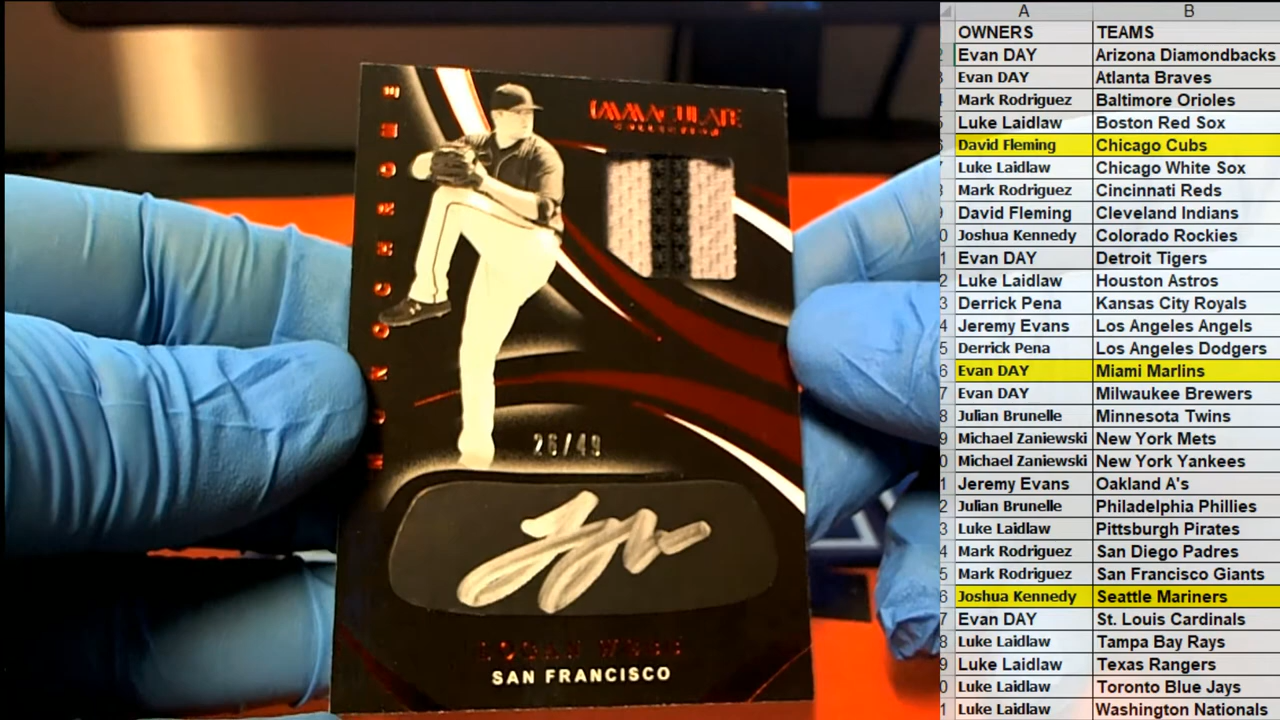 IMMACULATE
COLLECTION
26/49
LOGAN WEBB
SAN FRANCISCO
A B
OWNERS TEAMS
Evan DAY Arizona Diamondbacks
Evan DAY Atlanta Braves
Mark Rodriguez Baltimore Orioles
Luke Laidlaw Boston Red Sox
David Fleming Chicago Cubs
Luke Laidlaw Chicago White Sox
Mark Rodriguez Cincinnati Reds
David Fleming Cleveland Indians
Joshua Kennedy Colorado Rockies
Evan DAY Detroit Tigers
Luke Laidlaw Houston Astros
Derrick Pena Kansas City Royals
Jeremy Evans Los Angeles Angels
Derrick Pena Los Angeles Dodgers
Evan DAY Miami Marlins
Evan DAY Milwaukee Brewers
Julian Brunelle Minnesota Twins
Michael Zaniewski New York Mets
Michael Zaniewski New York Yankees
Jeremy Evans Oakland A's
Julian Brunelle Philadelphia Phillies
Luke Laidlaw Pittsburgh Pirates
Mark Rodriguez San Diego Padres
Mark Rodriguez San Francisco Giants
Joshua Kennedy Seattle Mariners
Evan DAY St. Louis Cardinals
Luke Laidlaw Tampa Bay Rays
Luke Laidlaw Texas Rangers
Luke Laidlaw Toronto Blue Jays
Luke Laidlaw Washington Nationals